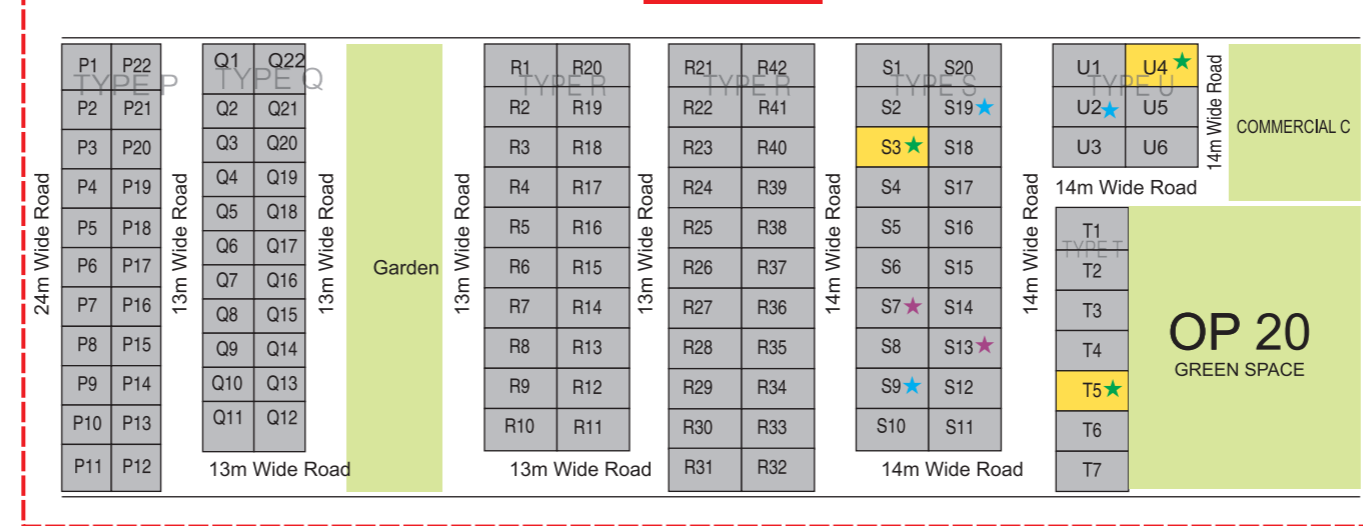 24m Wide Road
TYPE P
P1 P22
P2 P21
P3 P20
P4 P19
P5 P18
P6 P17
P7 P16
P8 P15
P9 P14
P10 P13
P11 P12
13m Wide Road
TYPE Q
Q1 Q22
Q2 Q21
Q3 Q20
Q4 Q19
Q5 Q18
Q6 Q17
Q7 Q16
Q8 Q15
Q9 Q14
Q10 Q13
Q11 Q12
13m Wide Road
13m Wide Road
Garden
13m Wide Road
TYPE R
R1 R20
R2 R19
R3 R18
R4 R17
R5 R16
R6 R15
R7 R14
R8 R13
R9 R12
R10 R11
13m Wide Road
13m Wide Road
TYPE R
R21 R42
R22 R41
R23 R40
R24 R39
R25 R38
R26 R37
R27 R36
R28 R35
R29 R34
R30 R33
R31 R32
14m Wide Road
TYPE S
S1 S20
S2 S19
S3 S18
S4 S17
S5 S16
S6 S15
S7 S14
S8 S13
S9 S12
S10 S11
14m Wide Road
14m Wide Road
TYPE U
U1 U4
U2 U5
U3 U6
14m Wide Road
14m Wide Road
COMMERCIAL C
T1
TYPE T
T2
T3
T4
T5
T6
T7
OP 20
GREEN SPACE